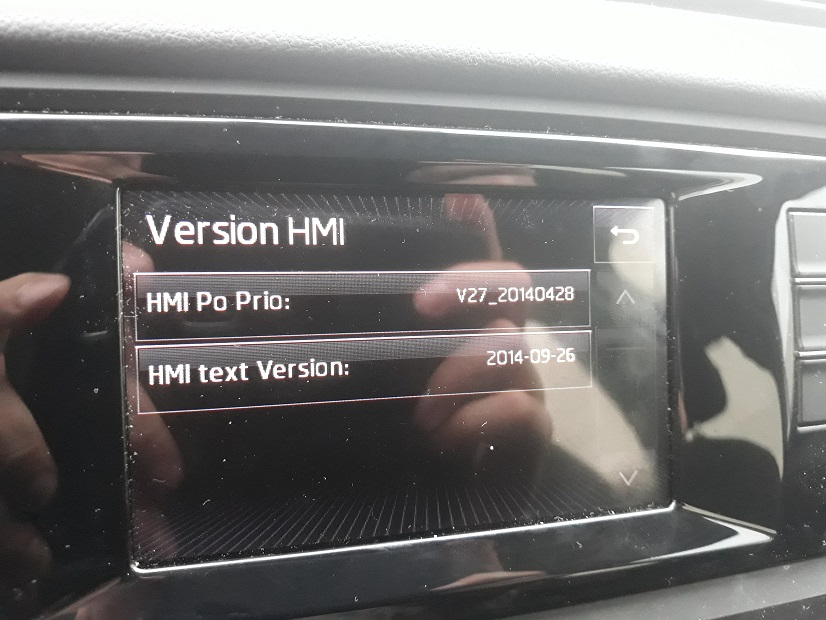 Version HMI
HMI Po Prio: V27_20140428
HMI text Version: 2014-09-26